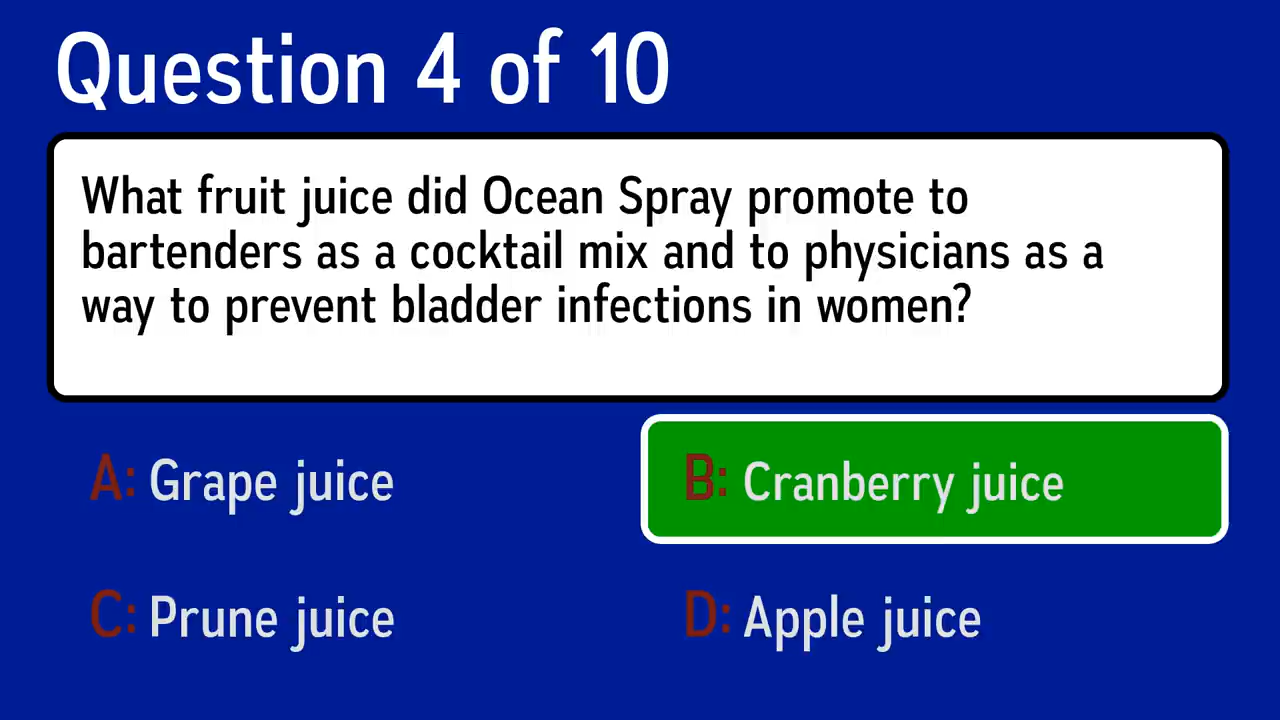 Question 4 of 10
What fruit juice did Ocean Spray promote to
bartenders as a cocktail mix and to physicians as a
way to prevent bladder infections in women?
A: Grape juice
B: Cranberry juice
C: Prune juice
D: Apple juice